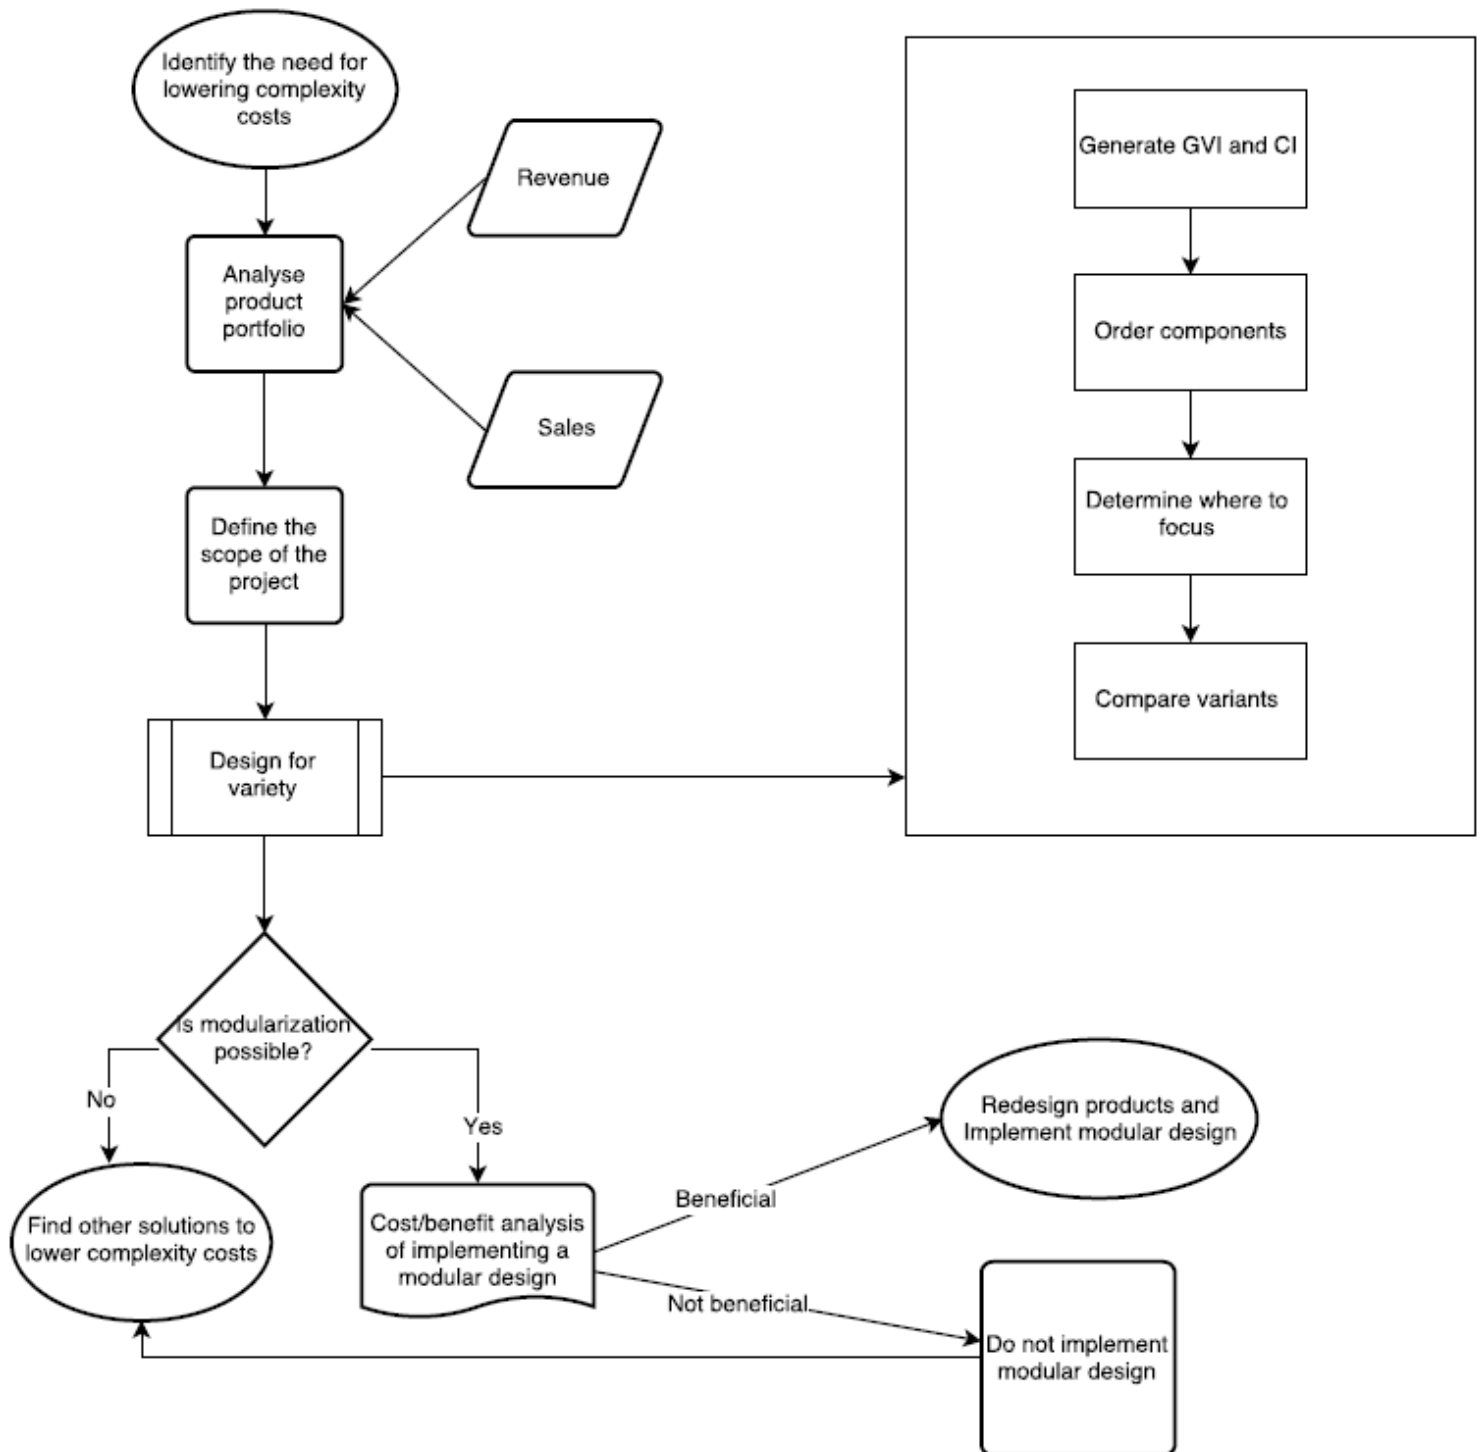 Identify the need for
lowering complexity
costs
Revenue
Analyse
product
portfolio
Sales
Define the
scope of the
project
Design for
variety
Generate GVI and CI
Order components
Determine where to
focus
Compare variants
Is modularization
possible?
No
Yes
Find other solutions to
lower complexity costs
Cost/benefit analysis
of implementing a
modular design
Beneficial
Not beneficial
Redesign products and
Implement modular design
Do not implement
modular design